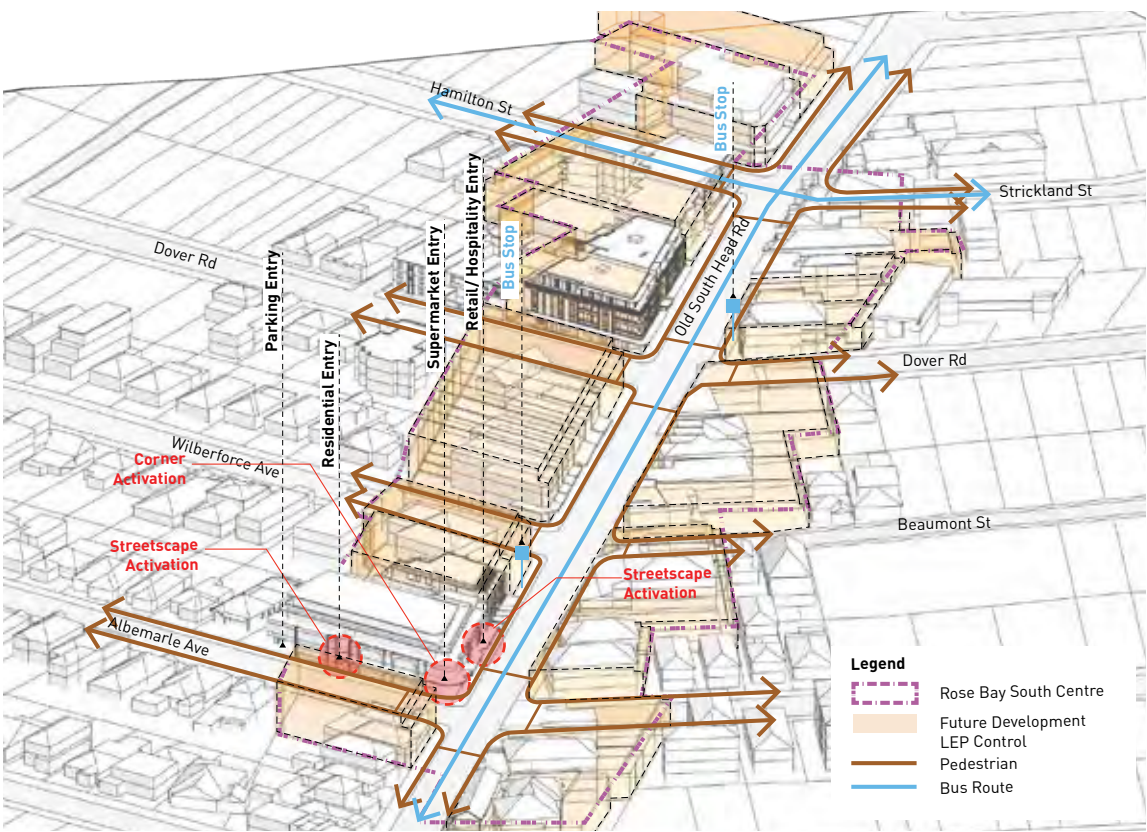 Hamilton St
Bus Stop
Strickland St
Retail/ Hospitality Entry
Supermarket Entry
Bus Stop
Old South Head Rd
Dover Rd
Parking Entry
Residential Entry
Dover Rd
Wilberforce Ave
Corner
Activation
Beaumont St
Streetscape
Activation
Streetscape
Activation
Albemarle Ave
Legend
Rose Bay South Centre
Future Development
LEP Control
Pedestrian
Bus Route